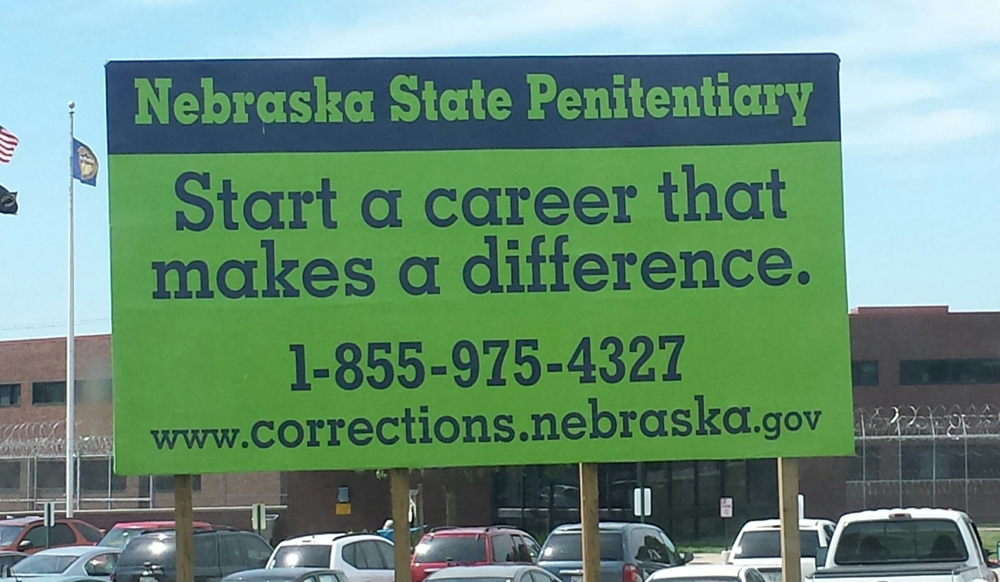 Nebraska State Penitentiary
Start a career that
makes a difference.
1-855-975-4327
www.corrections.nebraska.gov